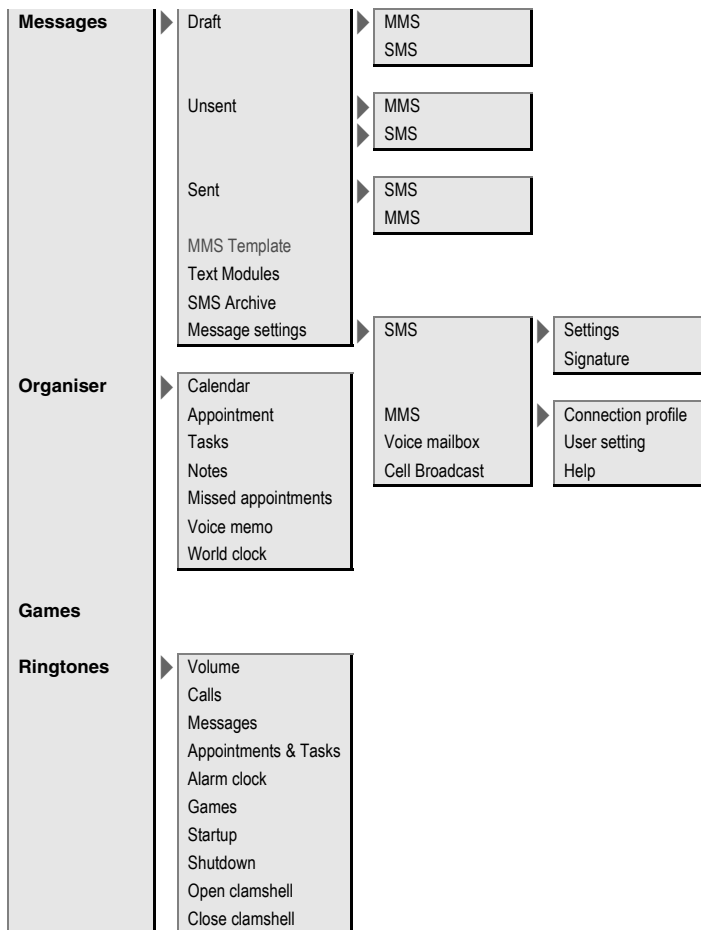 Messages
Draft
MMS
SMS
Unsent
MMS
SMS
Sent
SMS
MMS
MMS Template
Text Modules
SMS Archive
Message settings
SMS
Settings
Signature
Organiser
Calendar
Appointment
MMS
Connection profile
Tasks
Voice mailbox
User setting
Notes
Cell Broadcast
Help
Missed appointments
Voice memo
World clock
Games
Ringtones
Volume
Calls
Messages
Appointments & Tasks
Alarm clock
Games
Startup
Shutdown
Open clamshell
Close clamshell